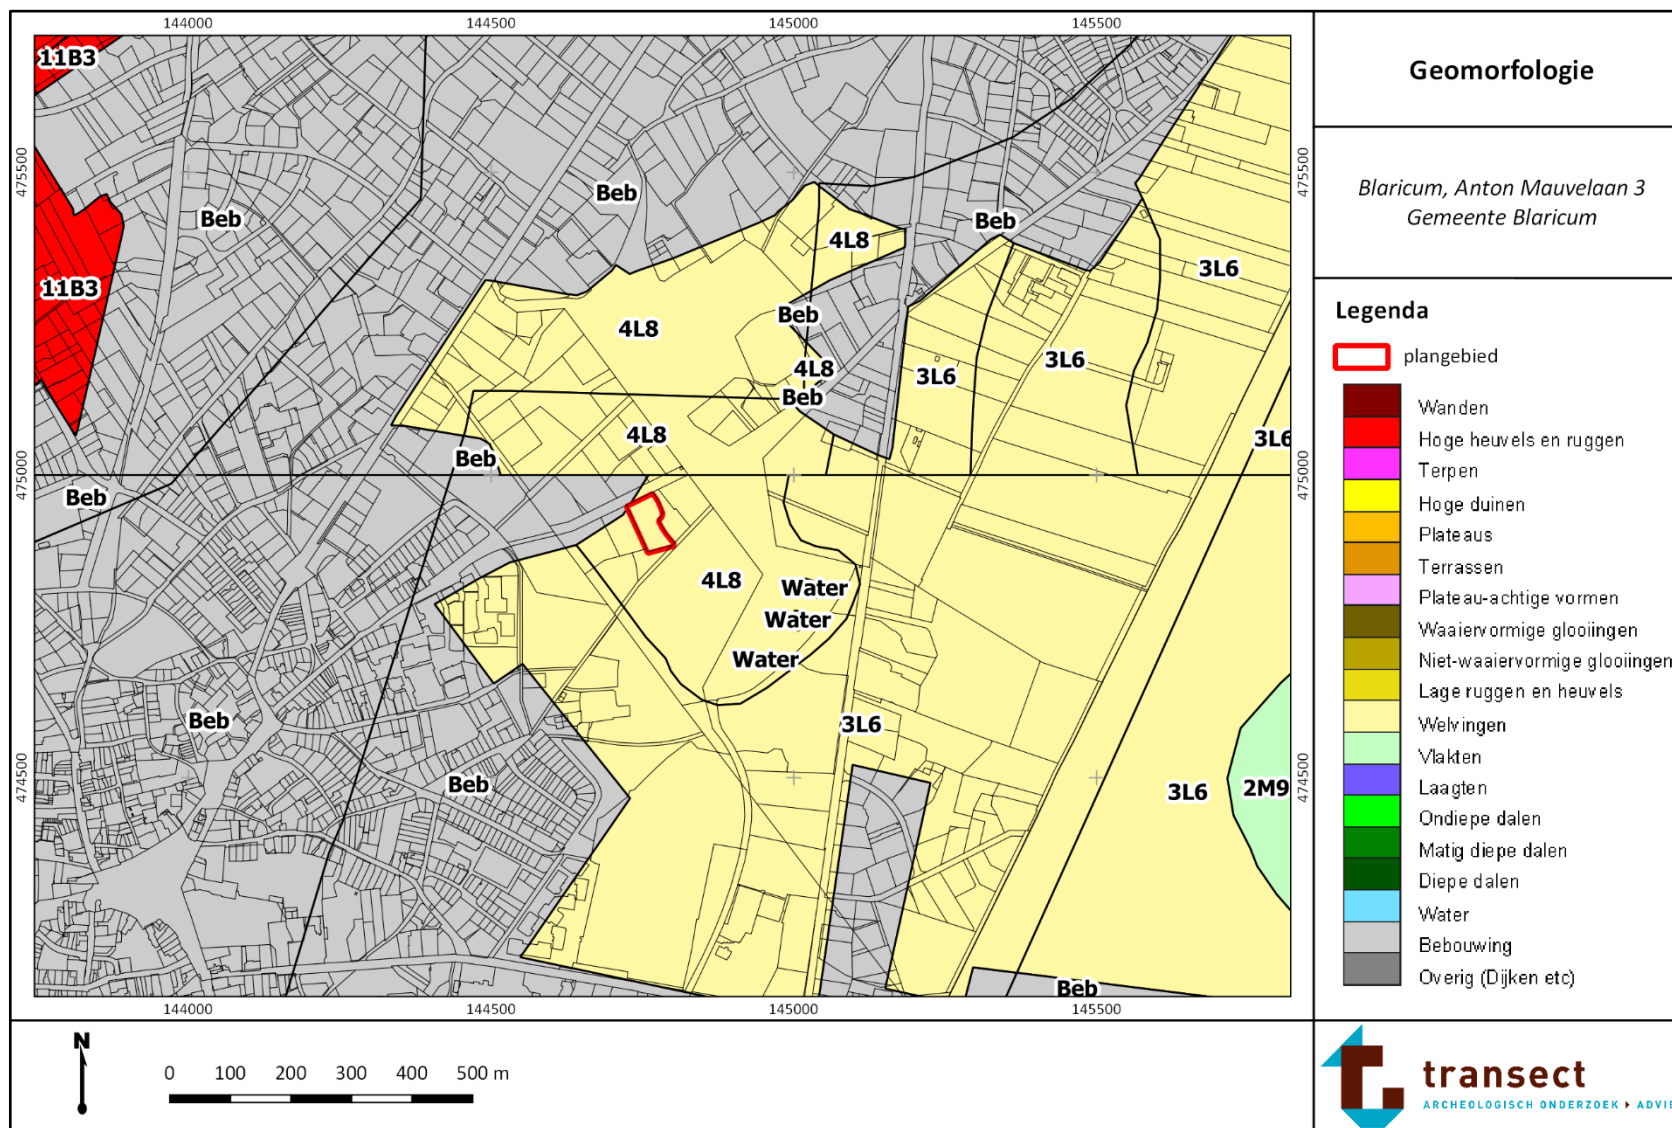 144000 144500 145000 145500
Geomorfologie
Blaricum, Anton Mauvelaan 3
Gemeente Blaricum
Legenda
plangebied
Wanden
Hoge heuvels en ruggen
Terpen
Hoge duinen
Plateaus
Terrassen
Plateau-achtige vormen
Waaiervormige glooiingen
Niet-waaiervormige glooiingen
Lage ruggen en heuvels
Welvingen
Vlakten
Laagten
Ondiepe dalen
Matig diepe dalen
Diepe dalen
Water
Bebouwing
Overig (Dijken etc)
11B3
475500 475500
Beb
Beb
Beb
4L8
3L6
11B3
Beb
4L8
3L6
4L8
3L6
Beb
4L8
3L6
Beb
475000 475000
Beb
4L8
Water
Water
Water
Beb
3L6
474500 474500
Beb
3L6
2M9
Beb
144000 144500 145000 145500
N
0 100 200 300 400 500 m
transect
ARCHEOLOGISCH ONDERZOEK ADVIE